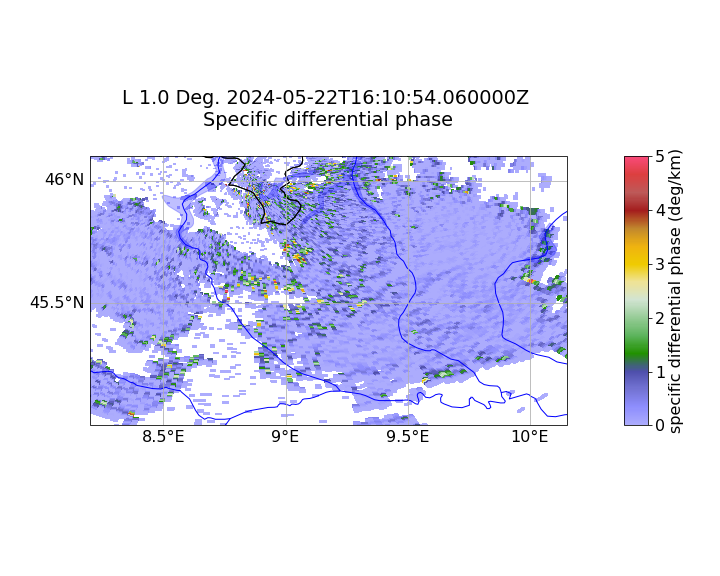 L 1.0 Deg. 2024-05-22T16:10:54.060000Z
Specific differential phase
46°N
45.5°N
8.5°E
9°E
9.5°E
10°E
5
4
3
2
1
0
specific differential phase (deg/km)